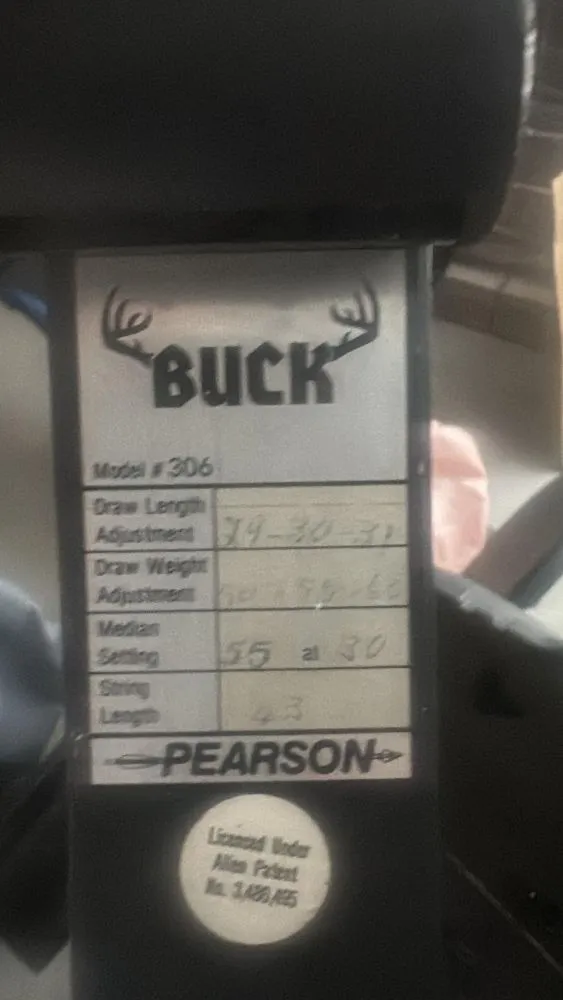 BUCK
Model # 306
Draw Length
Adjustment 29-30-31
Draw Weight
Adjustment
Median
Setting 55 at 30
String
Length 43
PEARSON
Licensed Under
Allen Patent
No. 3,486,495